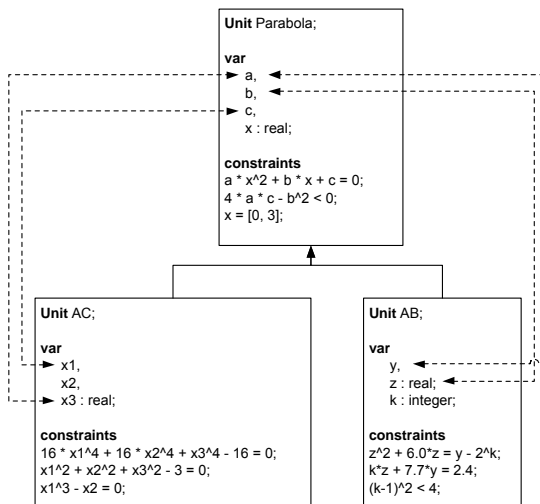 Unit Parabola;
var
a,
b,
c,
x : real;
constraints
a * x^2 + b * x + c = 0;
4 * a * c - b^2 < 0;
x = [0, 3];
Unit AC;
var
x1,
x2,
x3 : real;
constraints
16 * x1^4 + 16 * x2^4 + x3^4 - 16 = 0;
x1^2 + x2^2 + x3^2 - 3 = 0;
x1^3 - x2 = 0;
Unit AB;
var
y,
z : real;
k : integer;
constraints
z^2 + 6.0*z = y - 2^k;
k*z + 7.7*y = 2.4;
(k-1)^2 < 4;